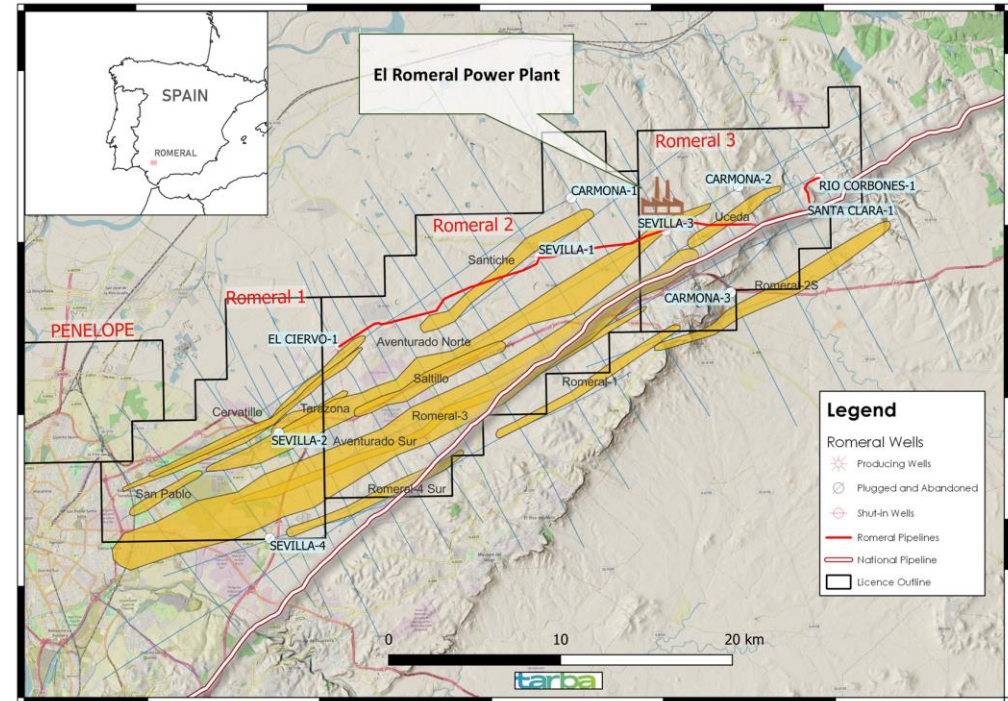 SPAIN
ROMERAL
El Romeral Power Plant
Romeral 3
CARMONA-1
CARMONA-2
RIO CORBONES-1
SANTA CLARA-1
Romeral 2
SEVILLA-3
Uceda
SEVILLA-1
Santiche
Romeral-2S
CARMONA-3
Romeral 1
PENELOPE
EL CIERVO-1
Aventurado Norte
Saltillo
Romeral-1
Cervatillo
Tarazona
Romeral-3
SEVILLA-2
Aventurado Sur
San Pablo
Romeral-4 Sur
SEVILLA-4
Legend
Romeral Wells
Producing Wells
Plugged and Abandoned
Shut-in Wells
Romeral Pipelines
National Pipeline
Licence Outline
0 10 20 km
tarba